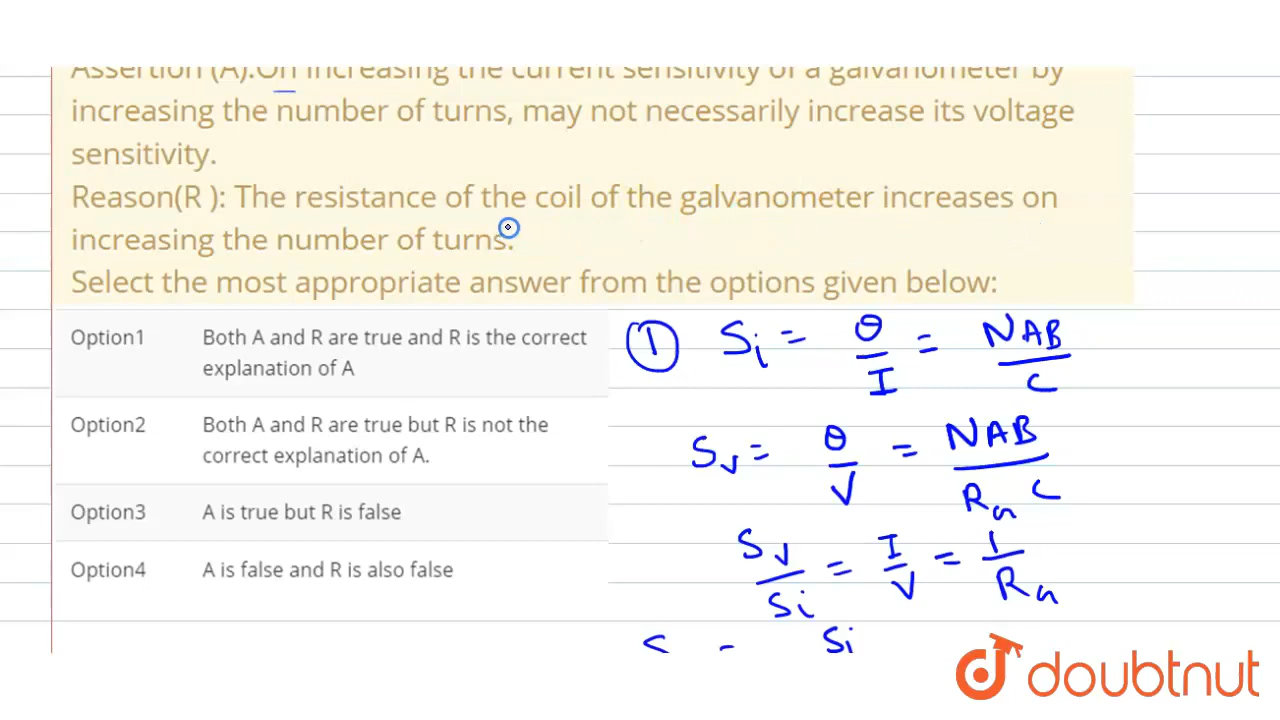 Assertion (A).On increasing the current sensitivity of a galvanometer by
increasing the number of turns, may not necessarily increase its voltage
sensitivity.
Reason(R ): The resistance of the coil of the galvanometer increases on
increasing the number of turns.
Select the most appropriate answer from the options given below:
Option1 Both A and R are true and R is the correct
explanation of A
Option2 Both A and R are true but R is not the
correct explanation of A.
Option3 A is true but R is false
Option4 A is false and R is also false
① Si = θ/I = NAB/C
Sv = θ/V = NAB/RG C
Sv/Si = I/V = 1/RG
S = Si
doubtnut